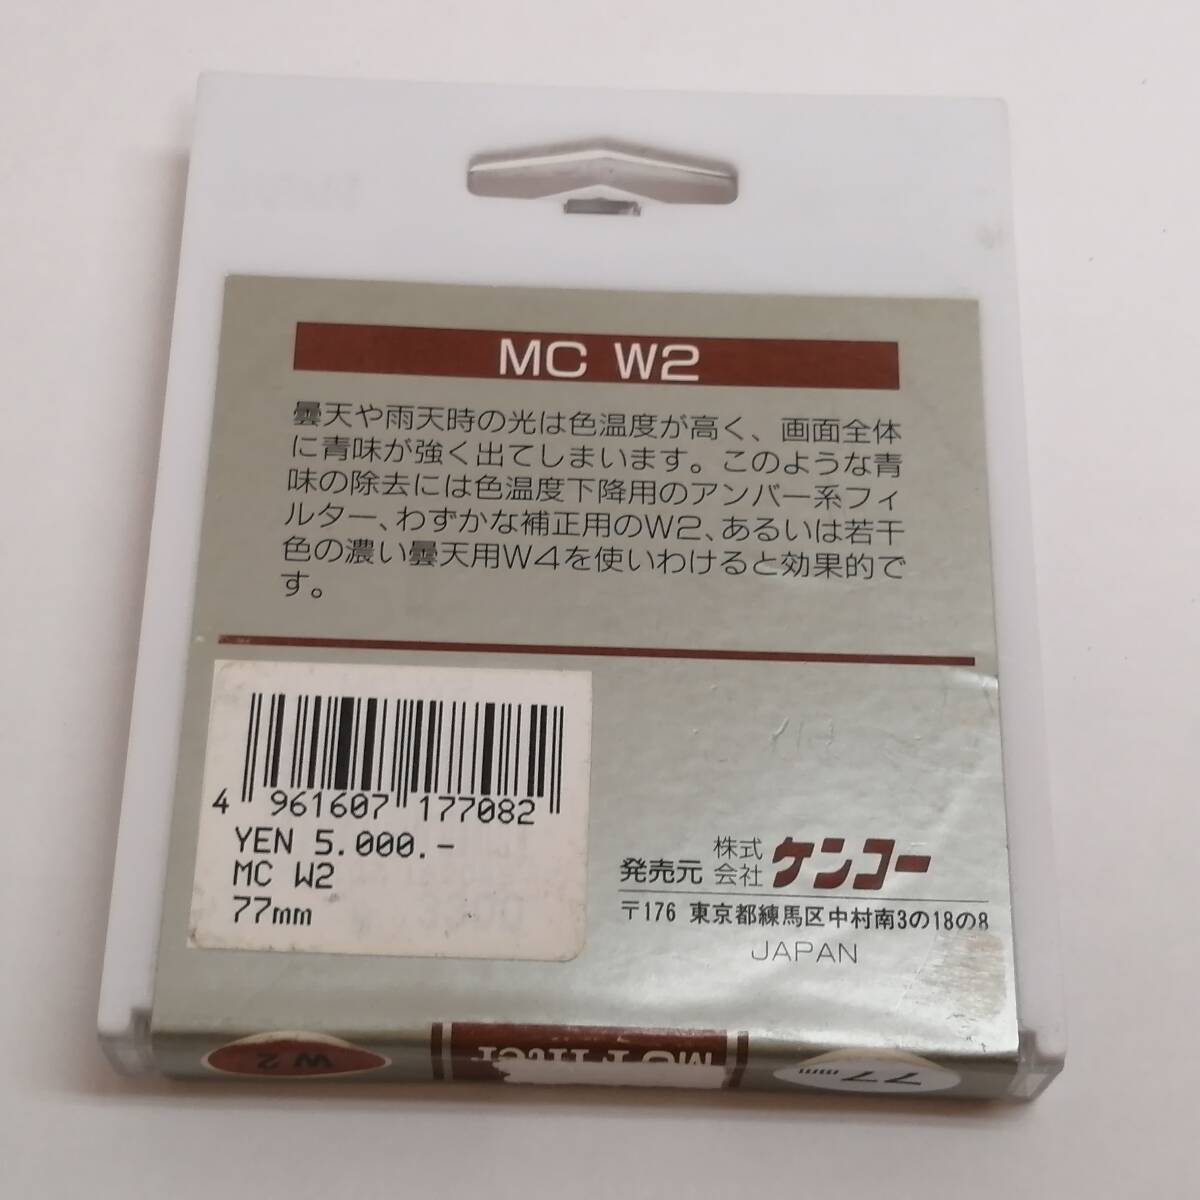 MC W2
曇天や雨天時の光は色温度が高く、画面全体
に青味が強く出てしまいます。このような青
味の除去には色温度下降用のアンバー系フィ
ルター、わずかな補正用のW2、あるいは若干
色の濃い曇天用W4を使いわけると効果的で
す。
4 961607 177082
YEN 5.000.-
MC W2
77mm
発売元 株式会社 ケンコー
〒176 東京都練馬区中村南3の18の8
JAPAN
W2
MC Filter
77mm